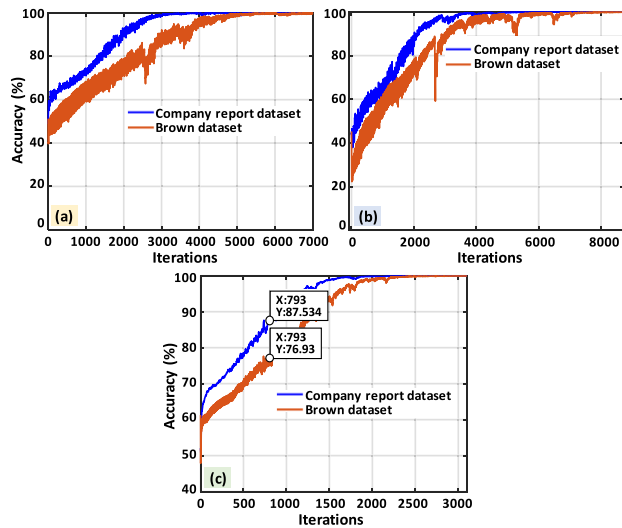 100
80
60
40
20
0
Accuracy (%)
Company report dataset
Brown dataset
(a)
0 1000 2000 3000 4000 5000 6000 7000
Iterations
100
80
60
40
20
0
Company report dataset
Brown dataset
(b)
0 2000 4000 6000 8000
Iterations
100
90
80
70
60
50
40
Accuracy (%)
X:793
Y:87.534
X:793
Y:76.93
Company report dataset
Brown dataset
(c)
0 500 1000 1500 2000 2500 3000
Iterations